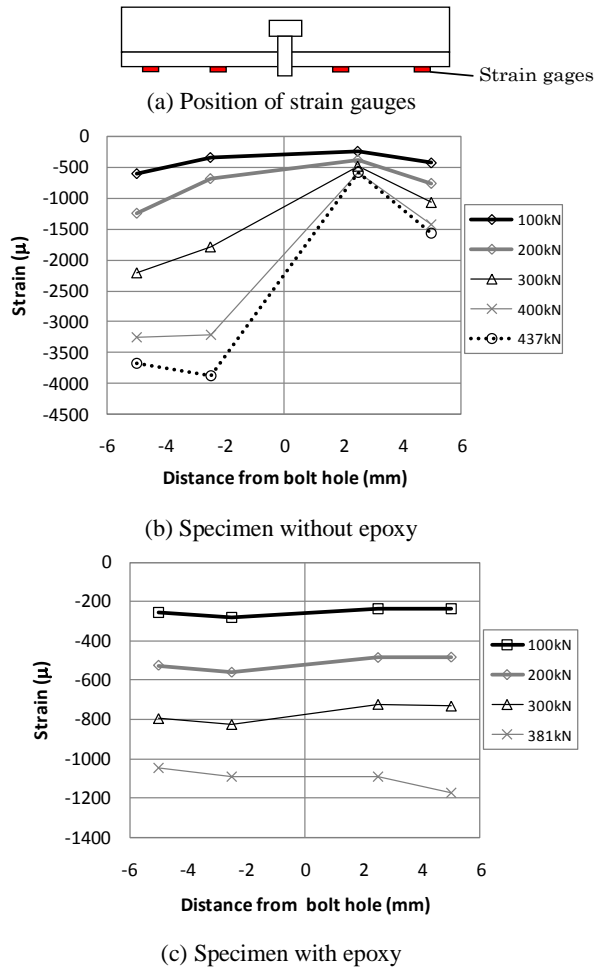 Strain gages
(a) Position of strain gauges
0
-500
-1000
-1500
-2000
-2500
-3000
-3500
-4000
-4500
Strain (μ)
-6 -4 -2 0 2 4 6
Distance from bolt hole (mm)
100kN
200kN
300kN
400kN
437kN
(b) Specimen without epoxy
0
-200
-400
-600
-800
-1000
-1200
-1400
Strain (μ)
-6 -4 -2 0 2 4 6
Distance from bolt hole (mm)
100kN
200kN
300kN
381kN
(c) Specimen with epoxy